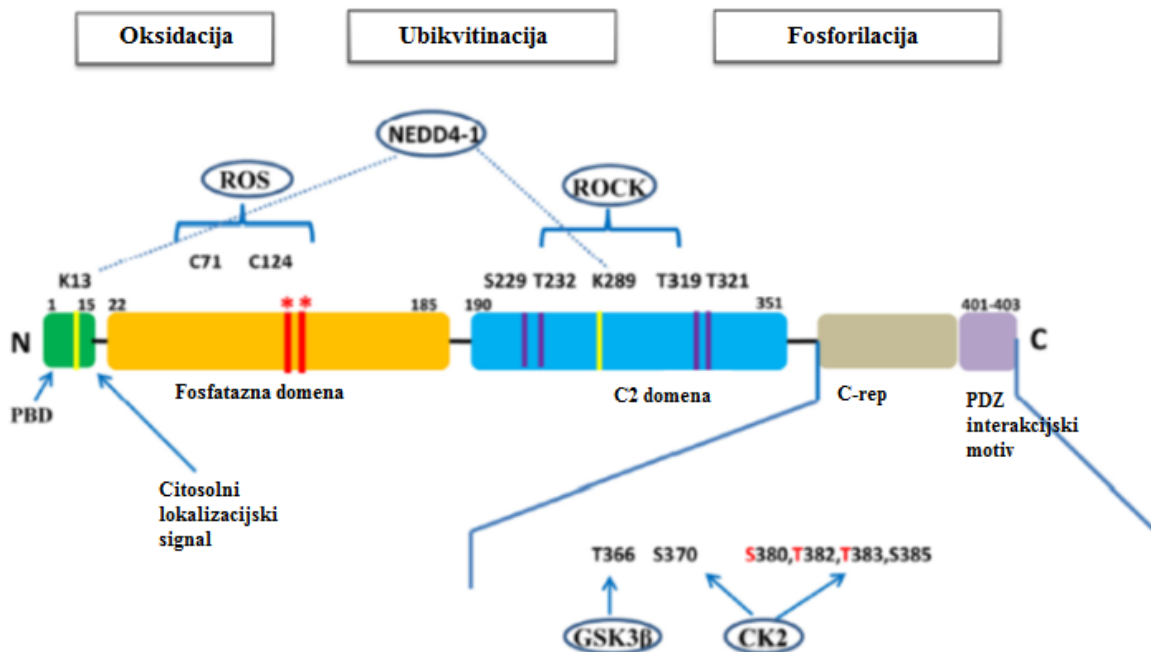 Oksidacija
Ubikvitinacija
Fosforilacija
NEDD4-1
ROS
ROCK
C71 C124
K13
S229 T232 K289 T319 T321
1 15 22 185 190 351 401-403
N
* *
C
PBD
Fosfatazna domena
C2 domena
C-rep
PDZ
interakcijski
motiv
Citosolni
lokalizacijski
signal
T366 S370 S380,T382,T383,S385
GSK3β
CK2